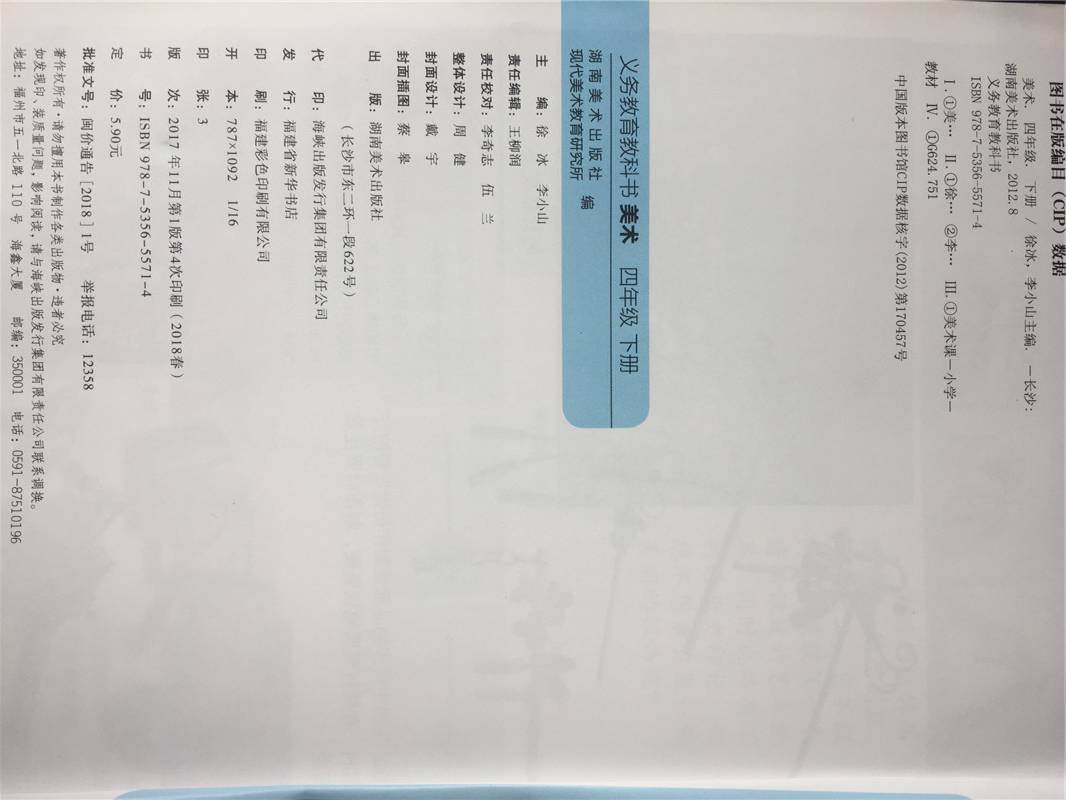 图书在版编目（CIP）数据
美术. 四年级. 下册 / 徐冰，李小山主编. —长沙：
湖南美术出版社，2012.8
义务教育教科书
ISBN 978-7-5356-5571-4
Ⅰ. ①美… Ⅱ. ①徐… ②李… Ⅲ. ①美术课—小学—
教材 Ⅳ. ①G624.751
中国版本图书馆CIP数据核字(2012)第170457号
义务教育教科书 美术 四年级 下册
湖南美术出版社
现代美术教育研究所 编
主 编：徐 冰 李小山
责任编辑：王柳润
责任校对：李奇志 伍 兰
整体设计：周 健
封面设计：戴 宇
封面插图：蔡 皋
出 版：湖南美术出版社
（长沙市东二环一段622号）
代 印：海峡出版发行集团有限责任公司
发 行：福建省新华书店
印 刷：福建彩色印刷有限公司
开 本：787×1092 1/16
印 张：3
版 次：2017年11月第1版第4次印刷（2018春）
书 号：ISBN 978-7-5356-5571-4
定 价：5.90元
批准文号：闽价通告［2018］1号 举报电话：12358
著作权所有·请勿擅用本书制作各类出版物·违者必究
如发现印、装质量问题，影响阅读，请与海峡出版发行集团有限责任公司联系调换。
地址：福州市五一北路110号 海鑫大厦 邮编：350001 电话：0591-87510196